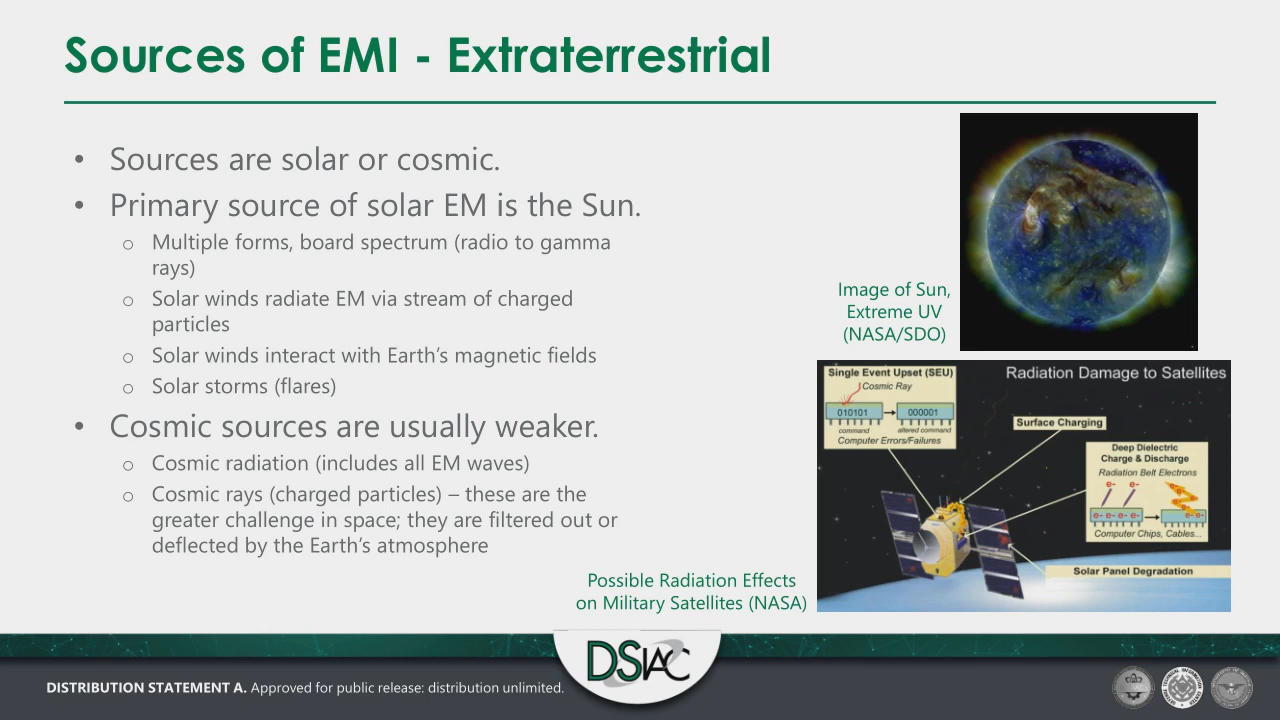 Sources of EMI - Extraterrestrial
• Sources are solar or cosmic.
• Primary source of solar EM is the Sun.
o Multiple forms, board spectrum (radio to gamma
rays)
o Solar winds radiate EM via stream of charged
particles
o Solar winds interact with Earth's magnetic fields
o Solar storms (flares)
• Cosmic sources are usually weaker.
o Cosmic radiation (includes all EM waves)
o Cosmic rays (charged particles) – these are the
greater challenge in space; they are filtered out or
deflected by the Earth's atmosphere
Image of Sun,
Extreme UV
(NASA/SDO)
Radiation Damage to Satellites
Single Event Upset (SEU)
Cosmic Ray
010101
000001
command
altered command
Computer Errors/Failures
Surface Charging
Deep Dielectric
Charge & Discharge
Radiation Belt Electrons
e- e-
e- e- e- e-
e- e-
Computer Chips, Cables...
Solar Panel Degradation
Possible Radiation Effects
on Military Satellites (NASA)
DSIAC
DISTRIBUTION STATEMENT A. Approved for public release: distribution unlimited.